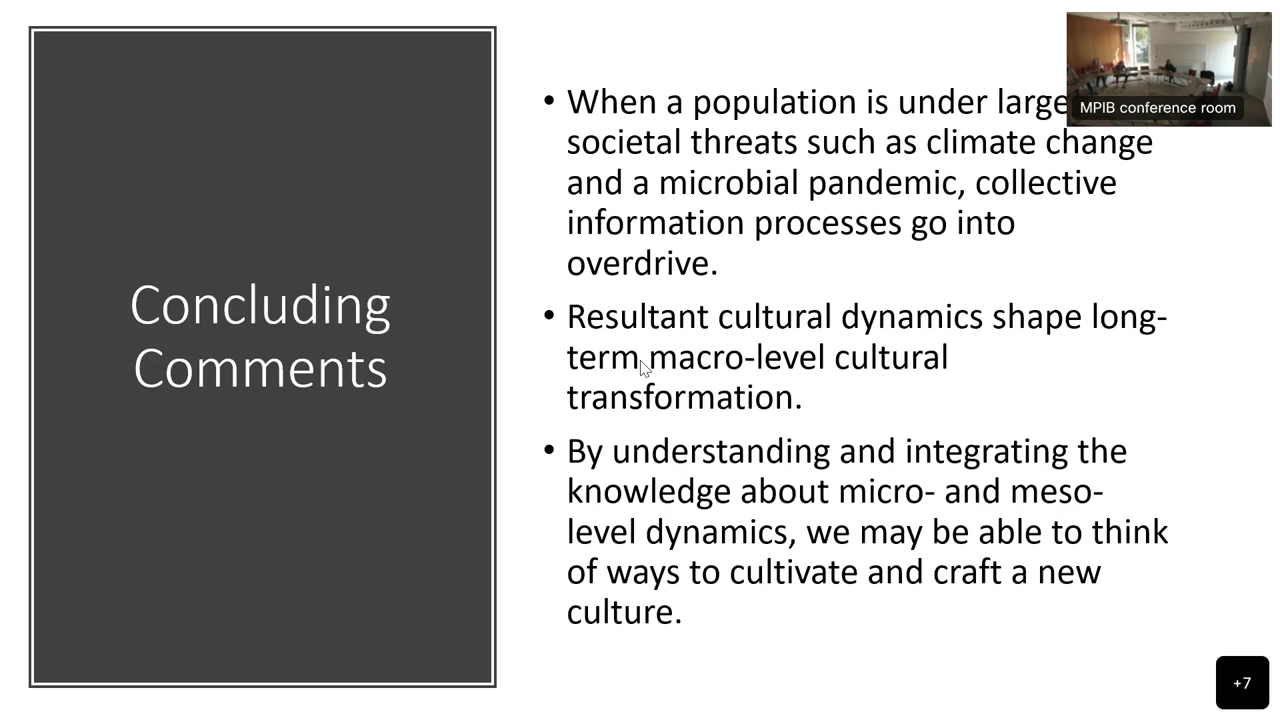 Concluding
Comments
• When a population is under large
societal threats such as climate change
and a microbial pandemic, collective
information processes go into
overdrive.
• Resultant cultural dynamics shape long-
term macro-level cultural
transformation.
• By understanding and integrating the
knowledge about micro- and meso-
level dynamics, we may be able to think
of ways to cultivate and craft a new
culture.
MPIB conference room
+7